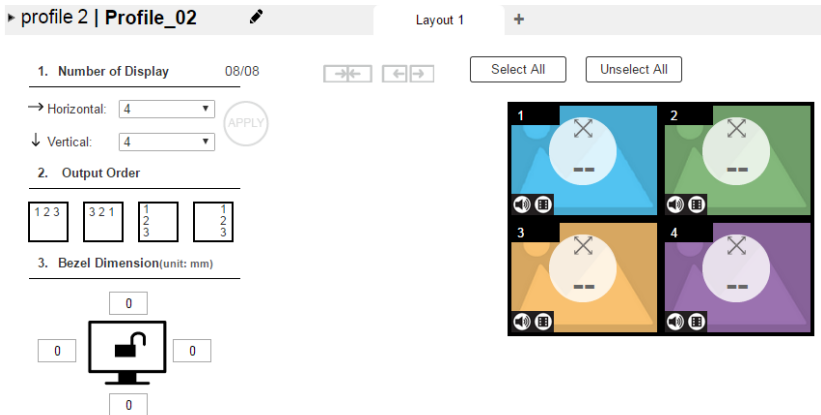 profile 2 | Profile_02
Layout 1 +
1. Number of Display 08/08
Select All Unselect All
Horizontal: 4
APPLY
Vertical: 4
2. Output Order
1 2 3
3 2 1
1
2
3
1
2
3
3. Bezel Dimension(unit: mm)
0
0 0
0
1 2
-- --
3 4
-- --